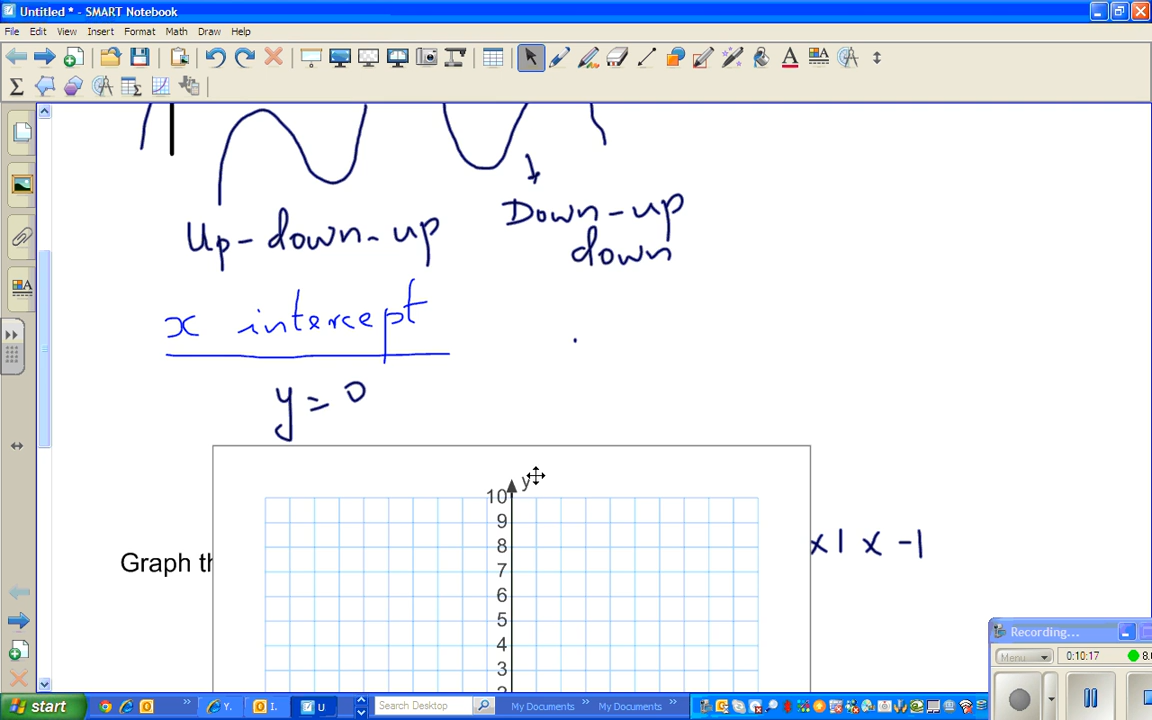 Untitled * - SMART Notebook
File Edit View Insert Format Math Draw Help
Up-down-up
Down-up
down
x intercept
y = 0
y
10
9
8
7
6
5
4
3
Graph th
x 1 x -1
Recording...
Menu
0:10:17
8.
start
Y.
I.
U
Search Desktop
My Documents
My Documents